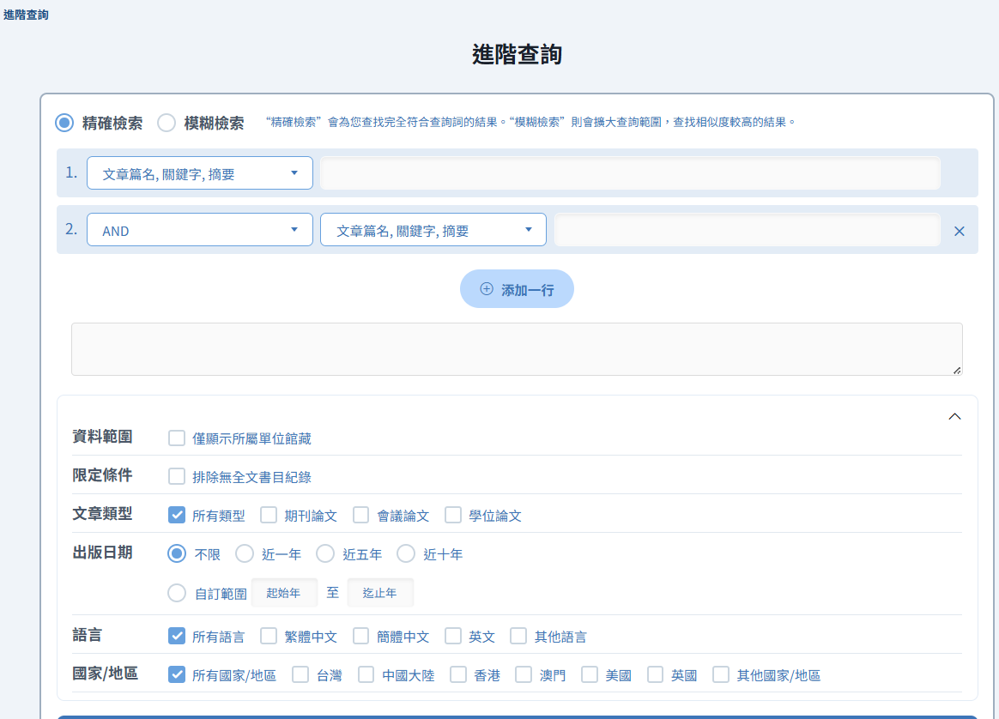 進階查詢
進階查詢
精確檢索 模糊檢索 “精確檢索”會為您查找完全符合查詢詞的結果。“模糊檢索”則會擴大查詢範圍，查找相似度較高的結果。
1. 文章篇名, 關鍵字, 摘要
2. AND 文章篇名, 關鍵字, 摘要
添加一行
資料範圍 僅顯示所屬單位館藏
限定條件 排除無全文書目紀錄
文章類型 所有類型 期刊論文 會議論文 學位論文
出版日期 不限 近一年 近五年 近十年
自訂範圍 起始年 至 迄止年
語言 所有語言 繁體中文 簡體中文 英文 其他語言
國家/地區 所有國家/地區 台灣 中國大陸 香港 澳門 美國 英國 其他國家/地區